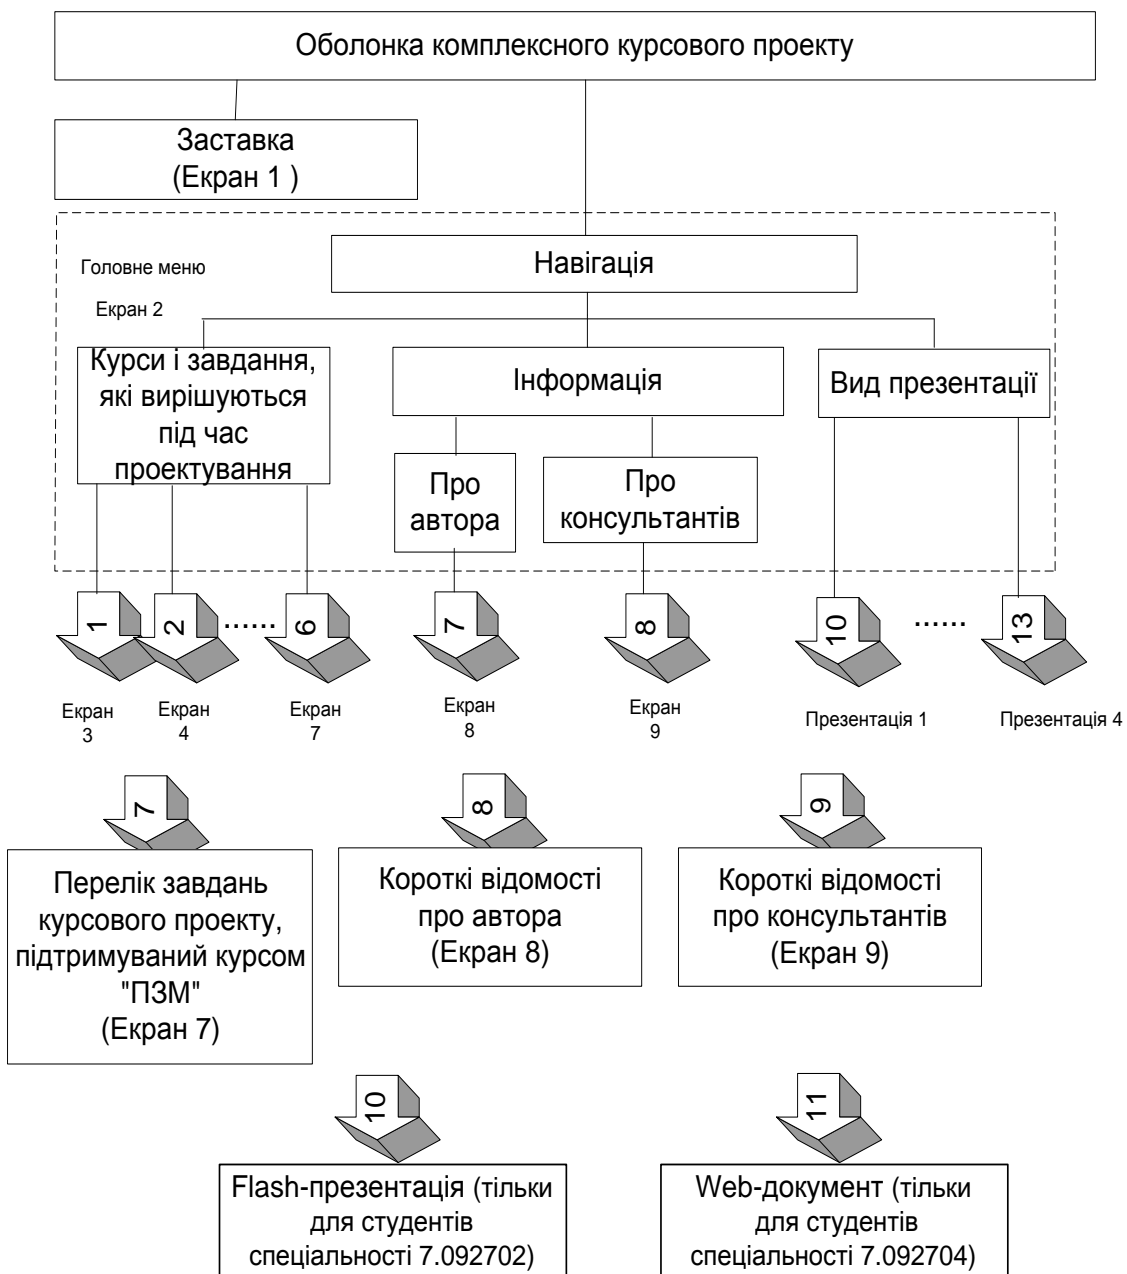 Оболонка комплексного курсового проекту
Заставка
(Екран 1 )
Навігація
Головне меню
Екран 2
Курси і завдання,
які вирішуються
під час
проектування
Інформація
Вид презентації
Про
автора
Про
консультантів
1
2
......
6
7
8
10
......
13
Екран
3
Екран
4
Екран
7
Екран
8
Екран
9
Презентація 1
Презентація 4
7
8
9
Перелік завдань
курсового проекту,
підтримуваний курсом
"ПЗМ"
(Екран 7)
Короткі відомості
про автора
(Екран 8)
Короткі відомості
про консультантів
(Екран 9)
10
11
Flash-презентація (тільки
для студентів
спеціальності 7.092702)
Web-документ (тільки
для студентів
спеціальності 7.092704)